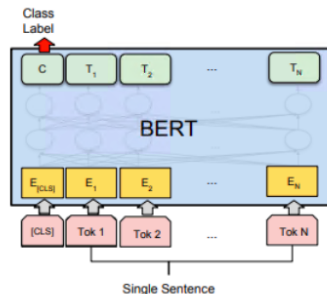 Class
Label
C T1 T2 ... TN
BERT
E[CLS] E1 E2 ... EN
[CLS] Tok 1 Tok 2 ... Tok N
Single Sentence